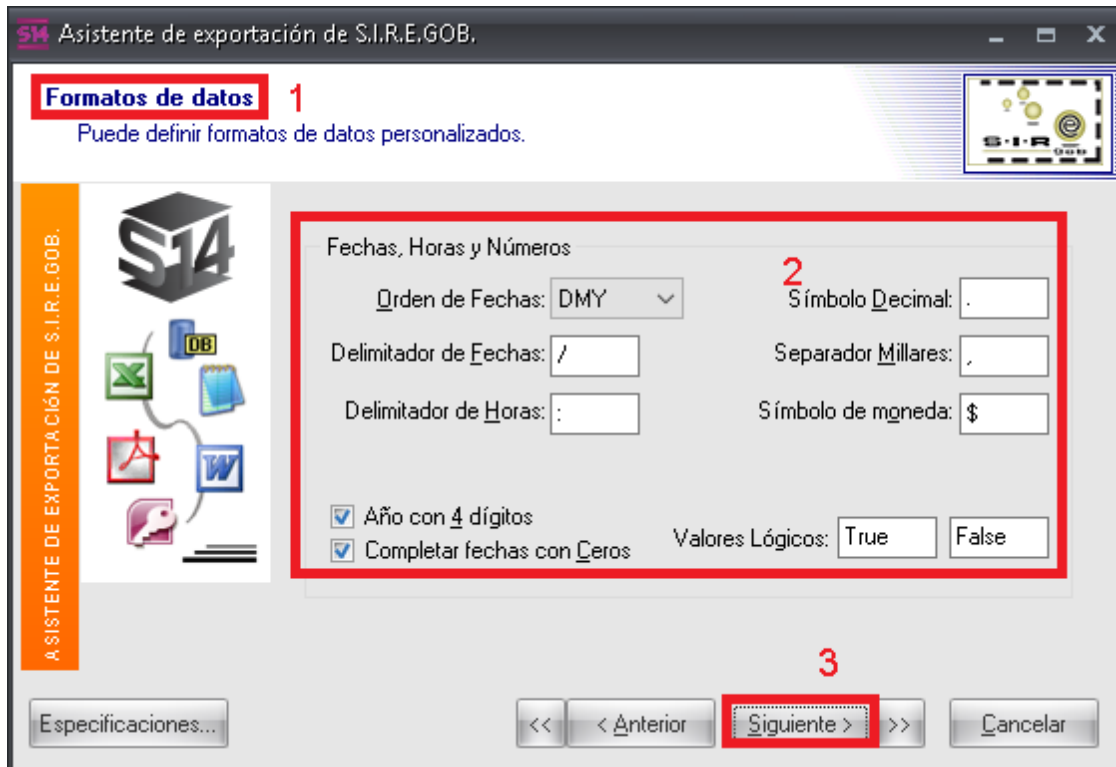 S14 Asistente de exportación de S.I.R.E.GOB.
Formatos de datos 1
Puede definir formatos de datos personalizados.
S·I·R e
Gob
ASISTENTE DE EXPORTACIÓN DE S.I.R.E.GOB.
S14
DB
X
W
Fechas, Horas y Números
2
Orden de Fechas: DMY Símbolo Decimal: .
Delimitador de Fechas: / Separador Millares: ,
Delimitador de Horas: : Símbolo de moneda: $
Año con 4 dígitos
Completar fechas con Ceros Valores Lógicos: True False
3
Especificaciones... << < Anterior Siguiente > >> Cancelar